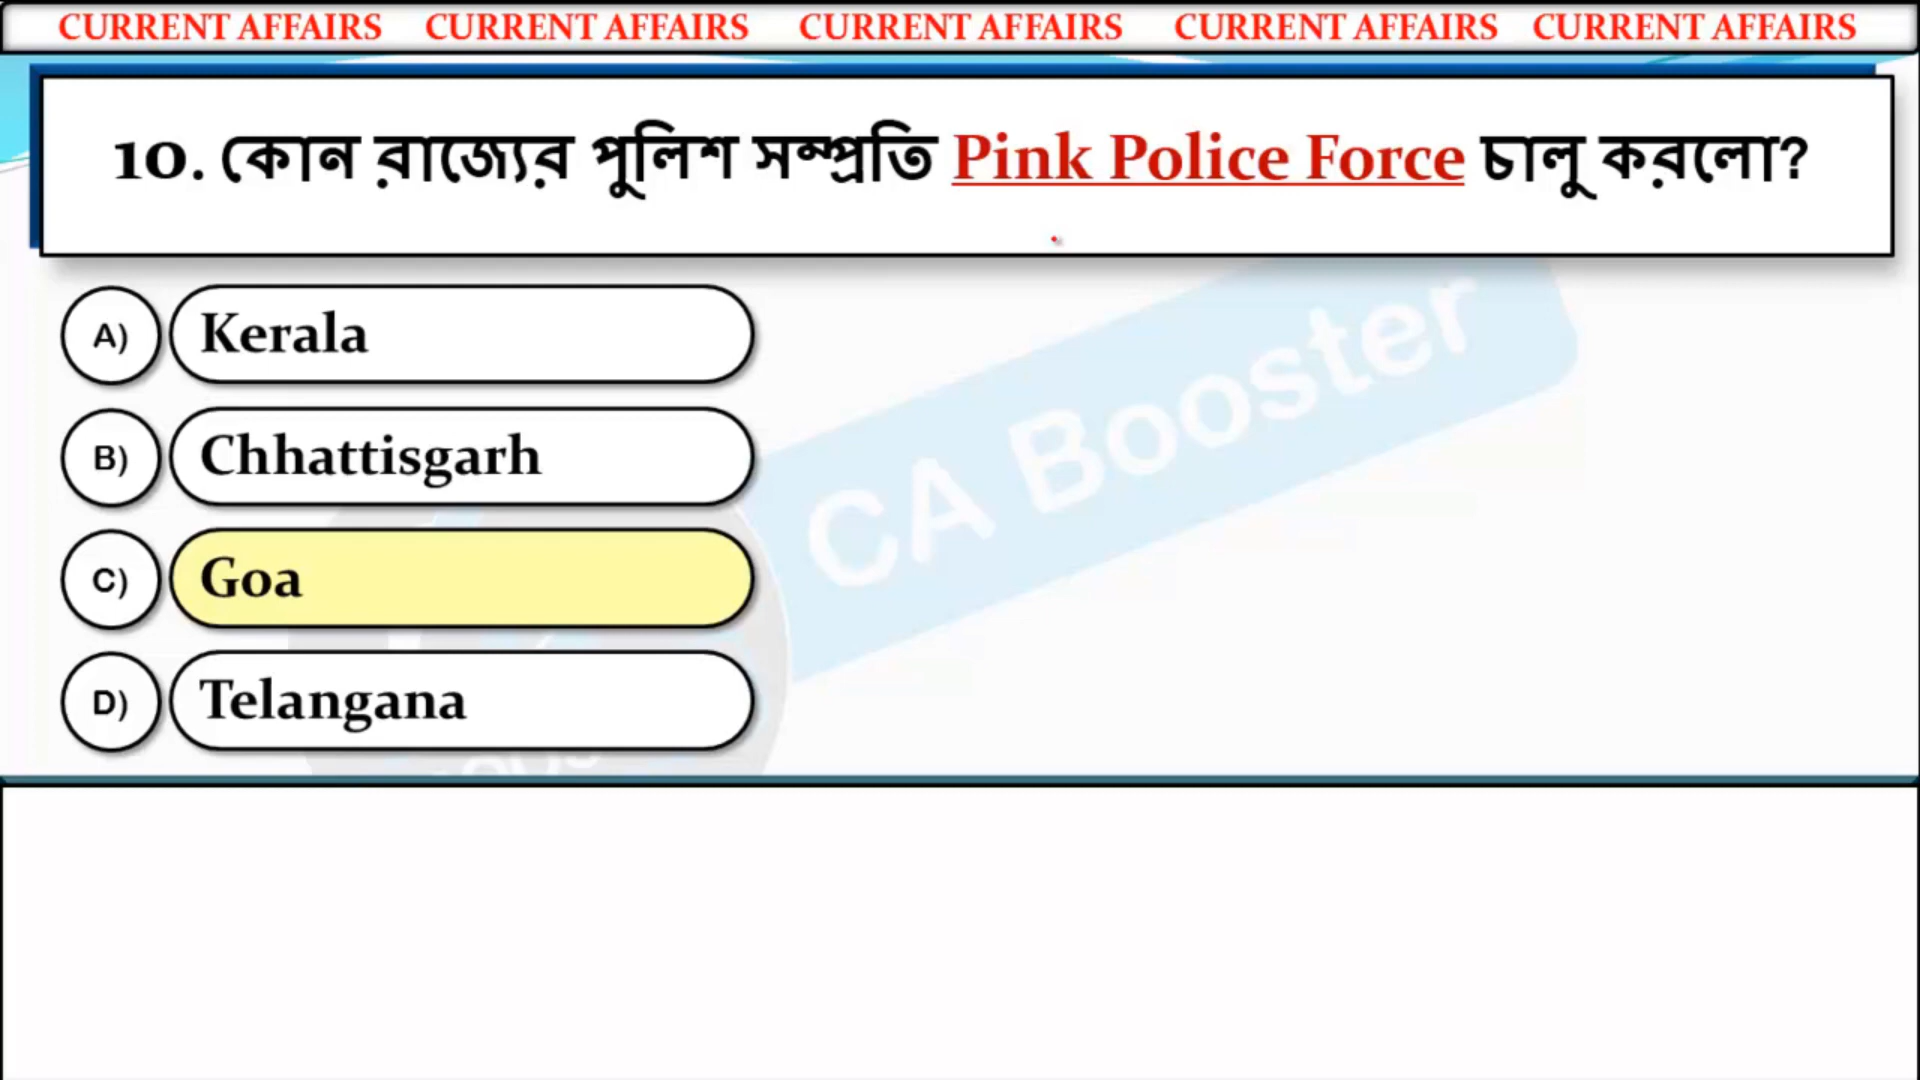 CURRENT AFFAIRS CURRENT AFFAIRS CURRENT AFFAIRS CURRENT AFFAIRS CURRENT AFFAIRS
10. কোন রাজ্যের পুলিশ সম্প্রতি Pink Police Force চালু করলো?
A) Kerala
B) Chhattisgarh
C) Goa
D) Telangana
CA Booster